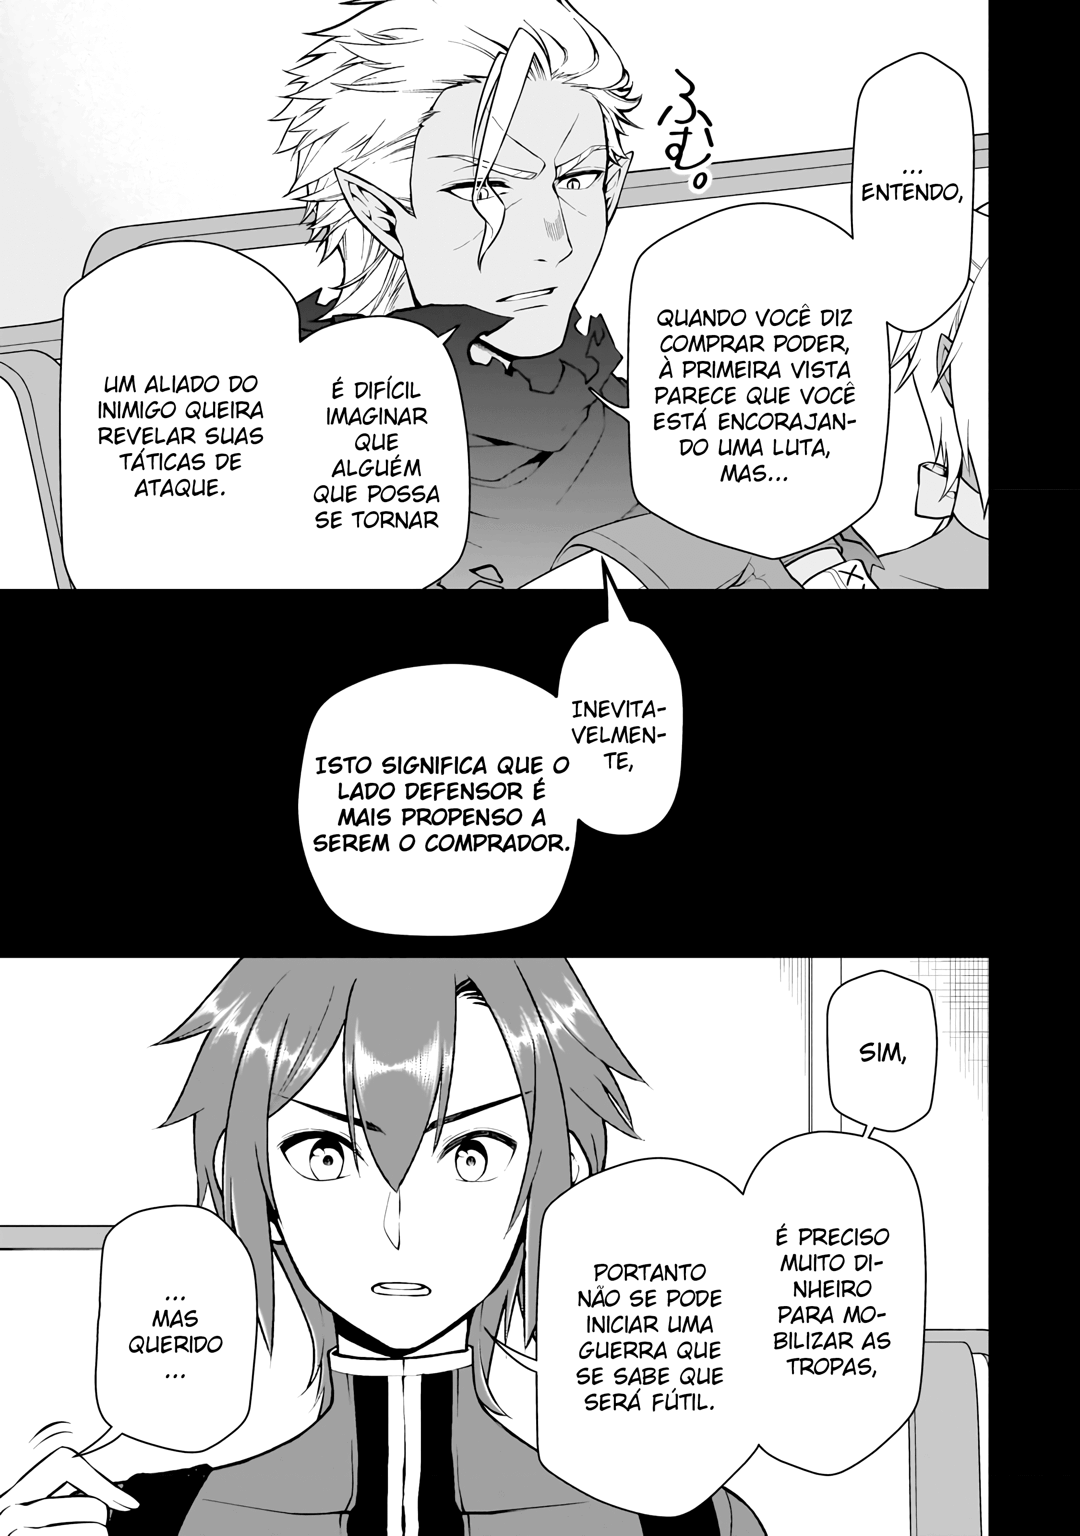 ふむ。
...
ENTENDO,
QUANDO VOCÊ DIZ
COMPRAR PODER,
À PRIMEIRA VISTA
PARECE QUE VOCÊ
ESTÁ ENCORAJAN-
DO UMA LUTA,
MAS...
É DIFÍCIL
IMAGINAR
QUE
ALGUÉM
QUE POSSA
SE TORNAR
UM ALIADO DO
INIMIGO QUEIRA
REVELAR SUAS
TÁTICAS DE
ATAQUE.
INEVITA-
VELMEN-
TE,
ISTO SIGNIFICA QUE O
LADO DEFENSOR É
MAIS PROPENSO A
SEREM O COMPRADOR.
SIM,
É PRECISO
MUITO DI-
NHEIRO
PARA MO-
BILIZAR AS
TROPAS,
PORTANTO
NÃO SE PODE
INICIAR UMA
GUERRA QUE
SE SABE QUE
SERÁ FÚTIL.
...
MAS
QUERIDO
...